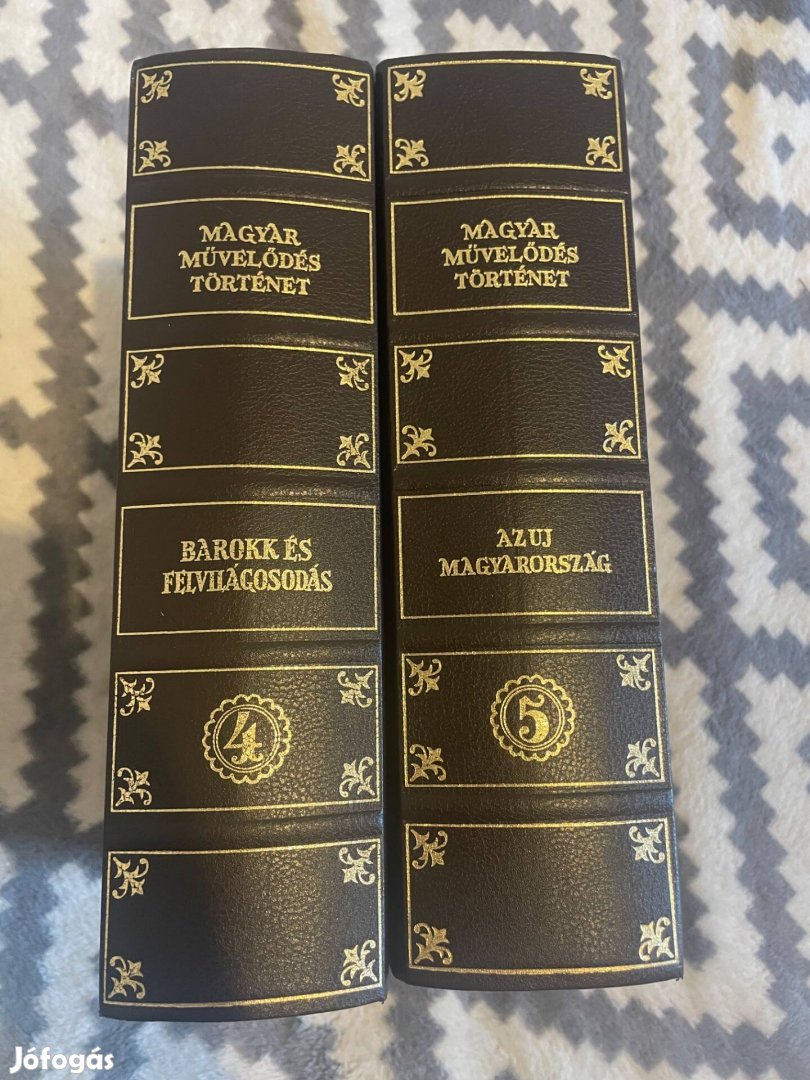 MAGYAR
MŰVELŐDÉS
TÖRTÉNET
BAROKK ÉS
FELVILÁGOSODÁS
4
MAGYAR
MŰVELŐDÉS
TÖRTÉNET
AZ UJ
MAGYARORSZÁG
5
Jófogás